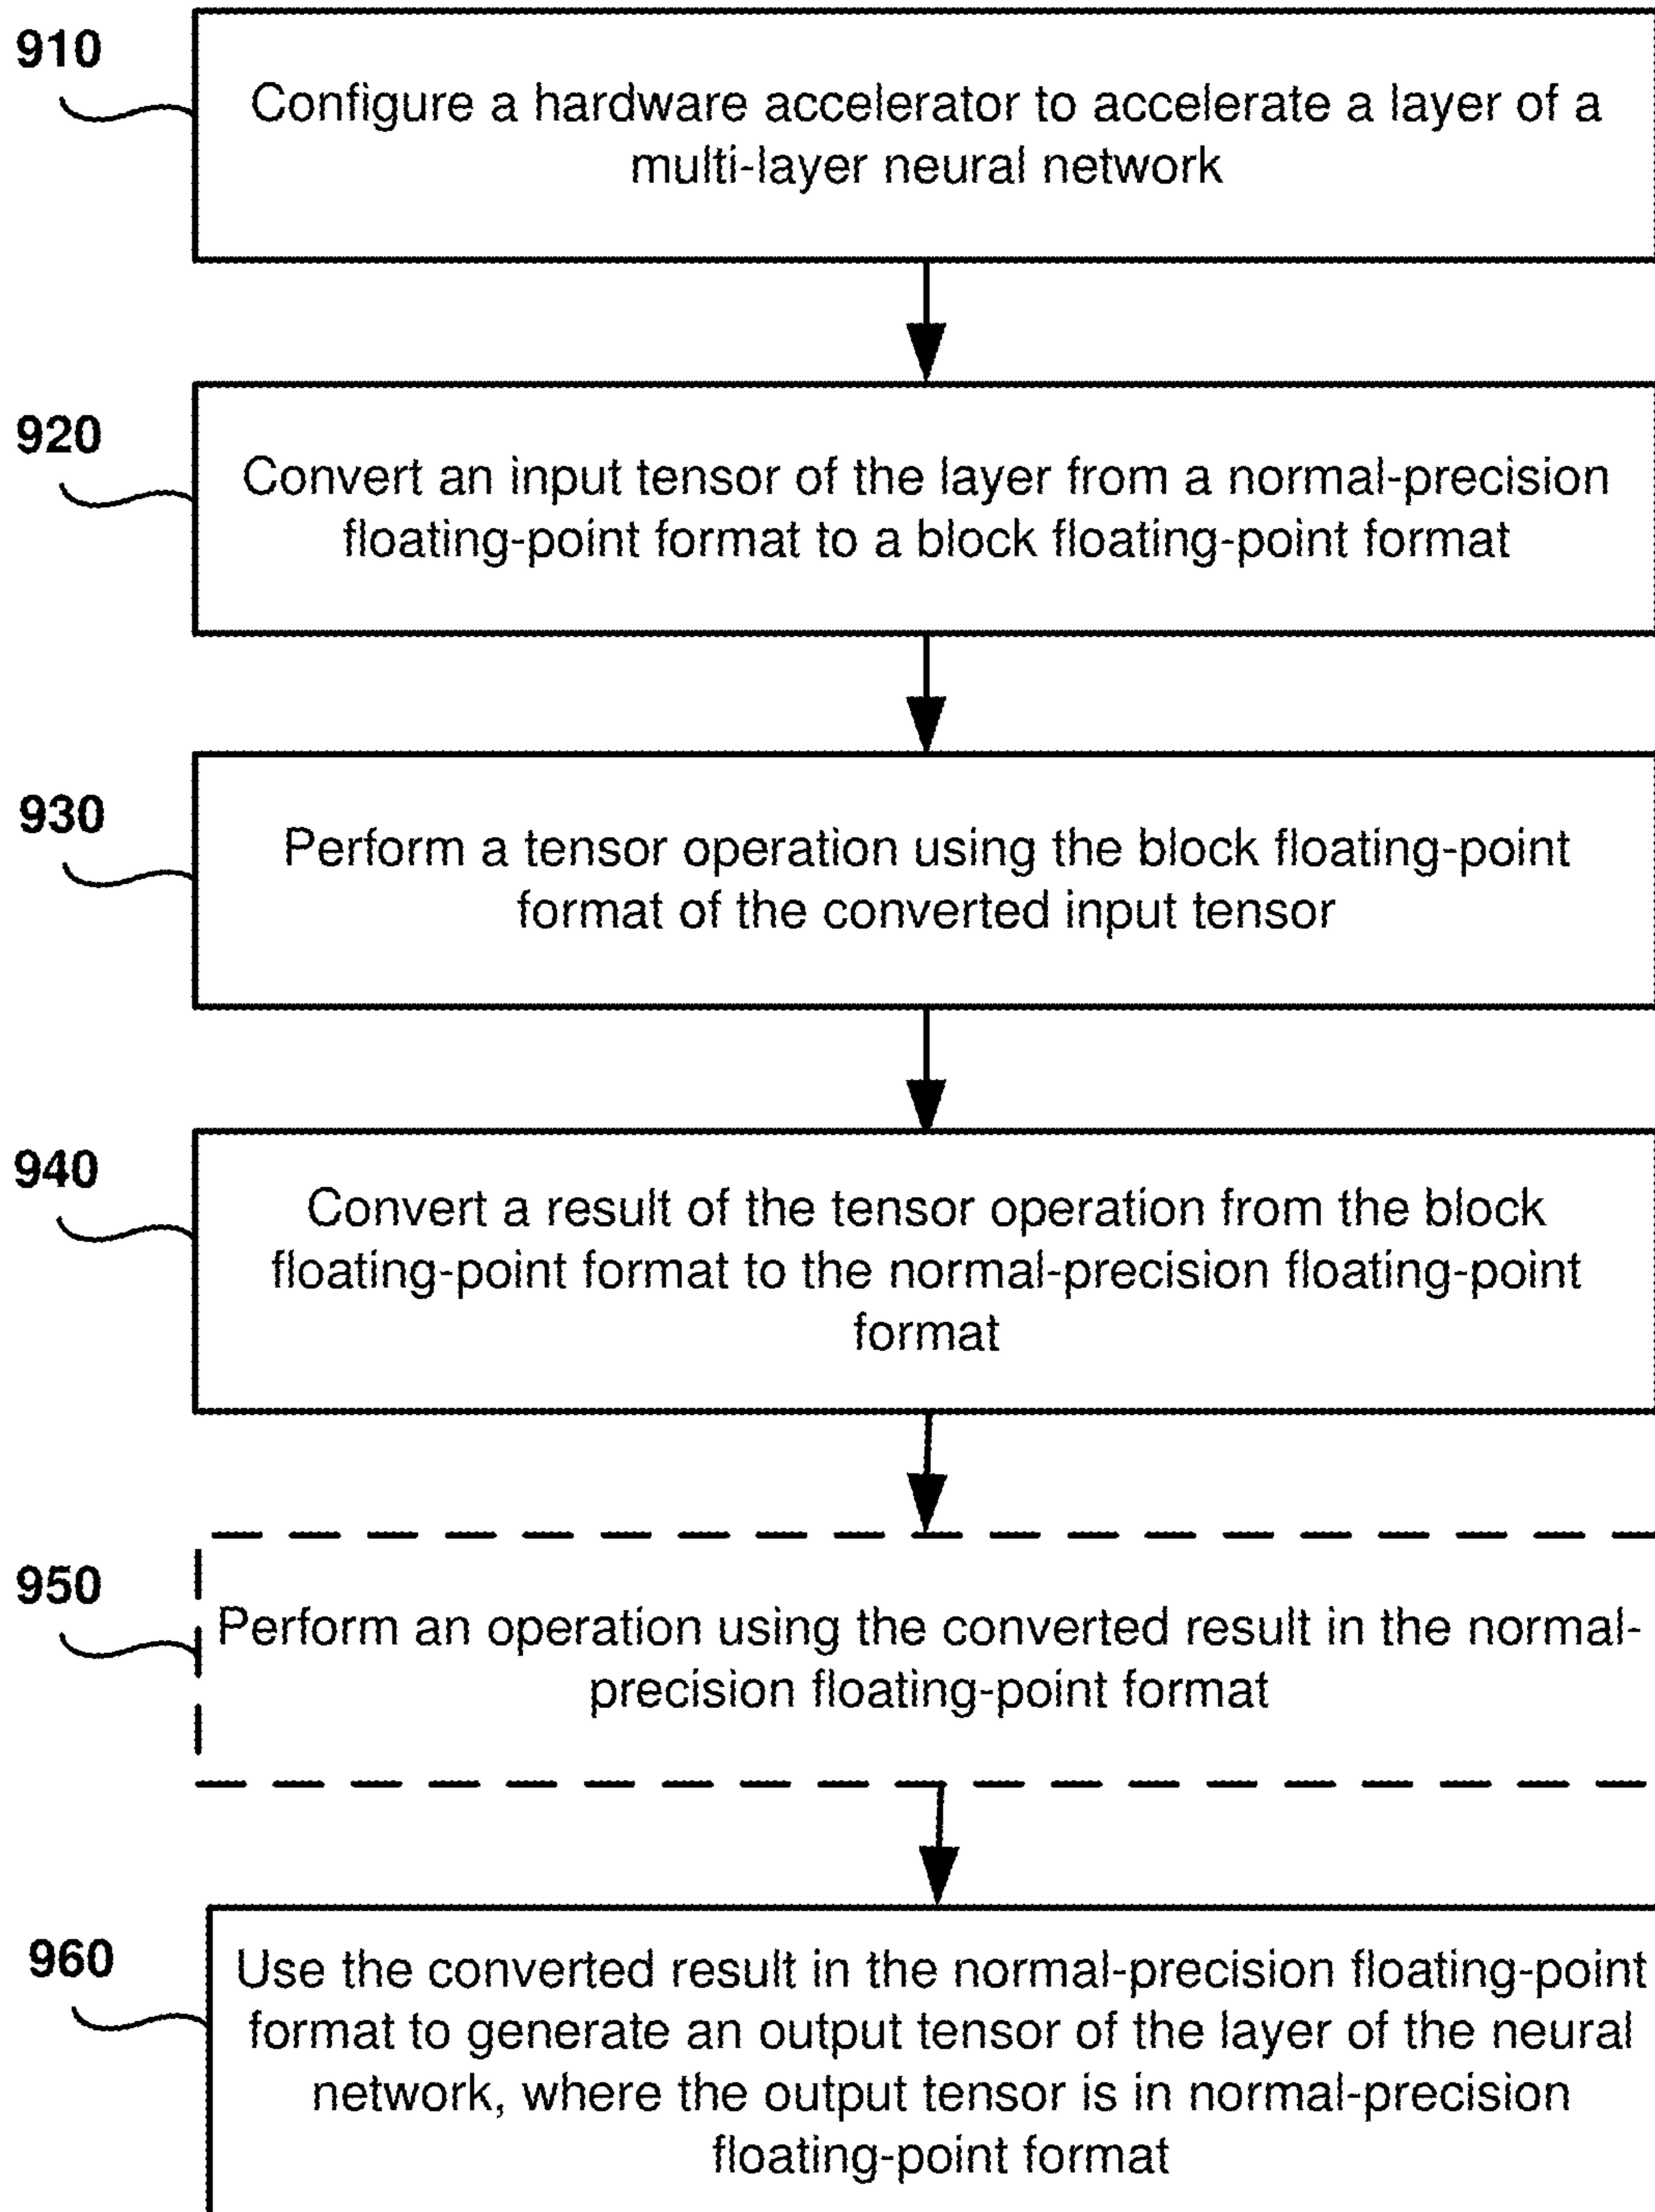 910
Configure a hardware accelerator to accelerate a layer of a
multi-layer neural network
920
Convert an input tensor of the layer from a normal-precision
floating-point format to a block floating-point format
930
Perform a tensor operation using the block floating-point
format of the converted input tensor
940
Convert a result of the tensor operation from the block
floating-point format to the normal-precision floating-point
format
950
Perform an operation using the converted result in the normal-
precision floating-point format
960
Use the converted result in the normal-precision floating-point
format to generate an output tensor of the layer of the neural
network, where the output tensor is in normal-precision
floating-point format